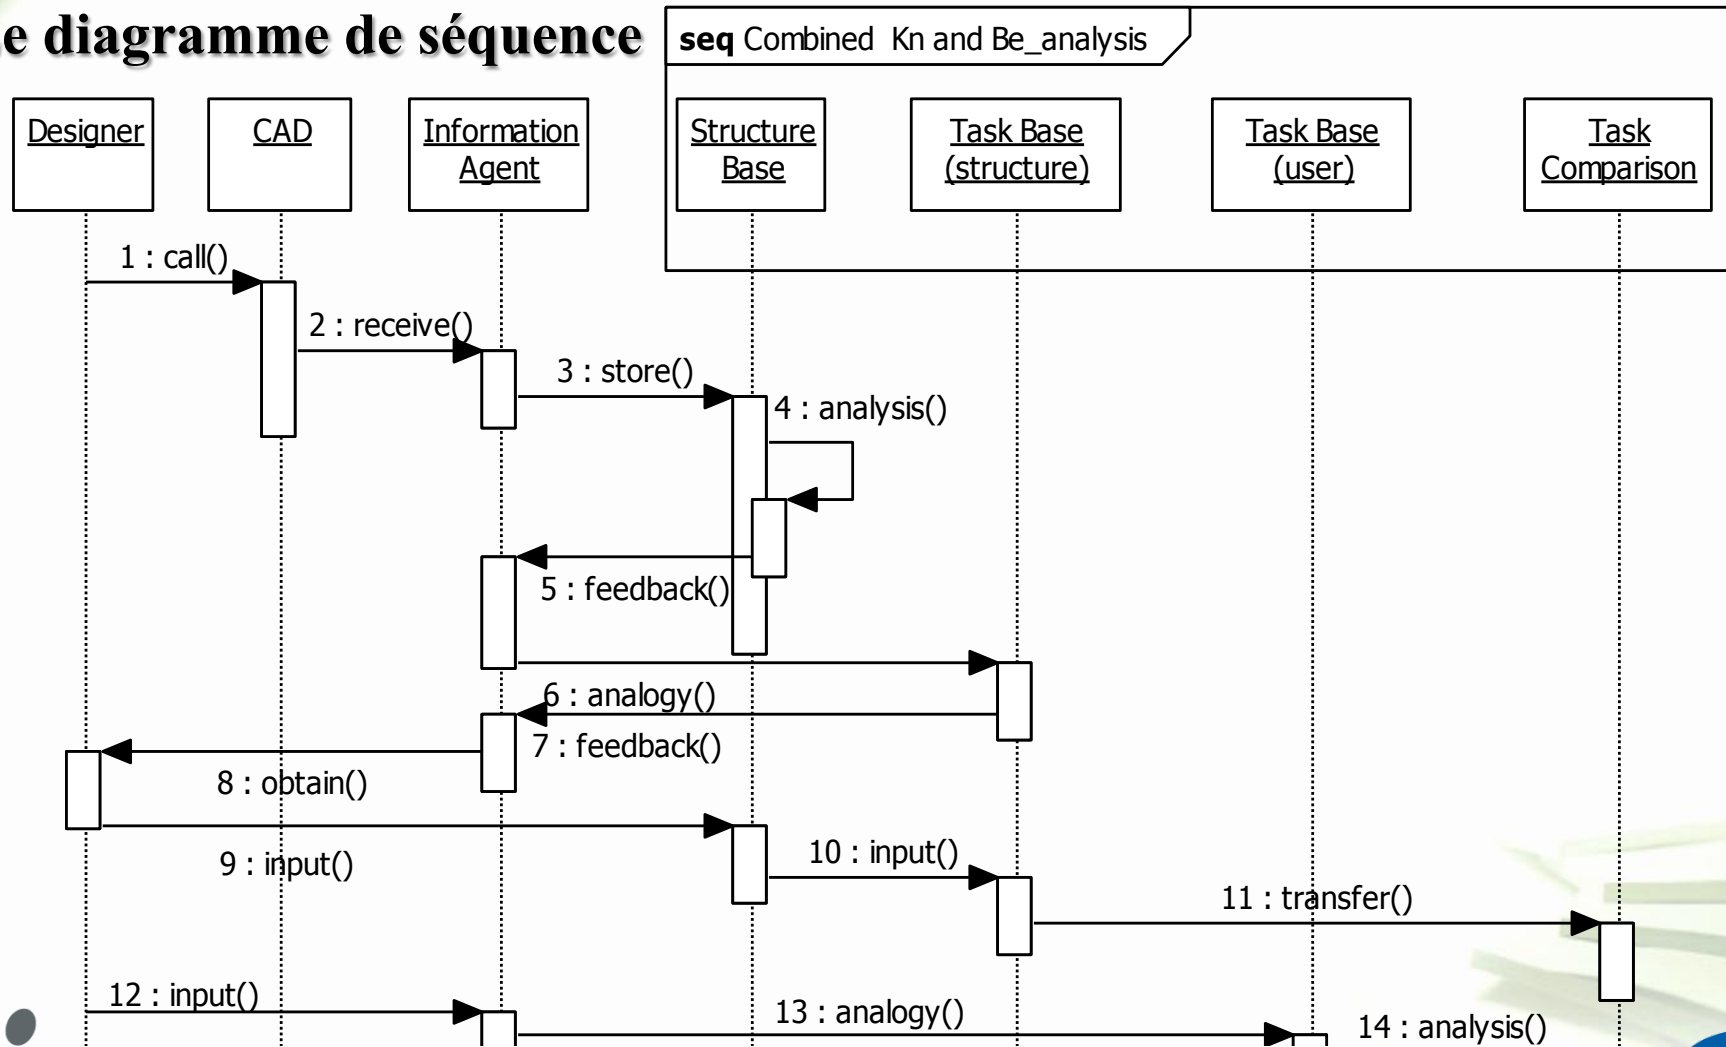 e diagramme de séquence
seq Combined Kn and Be_analysis
Designer
CAD
Information
Agent
Structure
Base
Task Base
(structure)
Task Base
(user)
Task
Comparison
1 : call()
2 : receive()
3 : store()
4 : analysis()
5 : feedback()
6 : analogy()
7 : feedback()
8 : obtain()
9 : input()
10 : input()
11 : transfer()
12 : input()
13 : analogy()
14 : analysis()